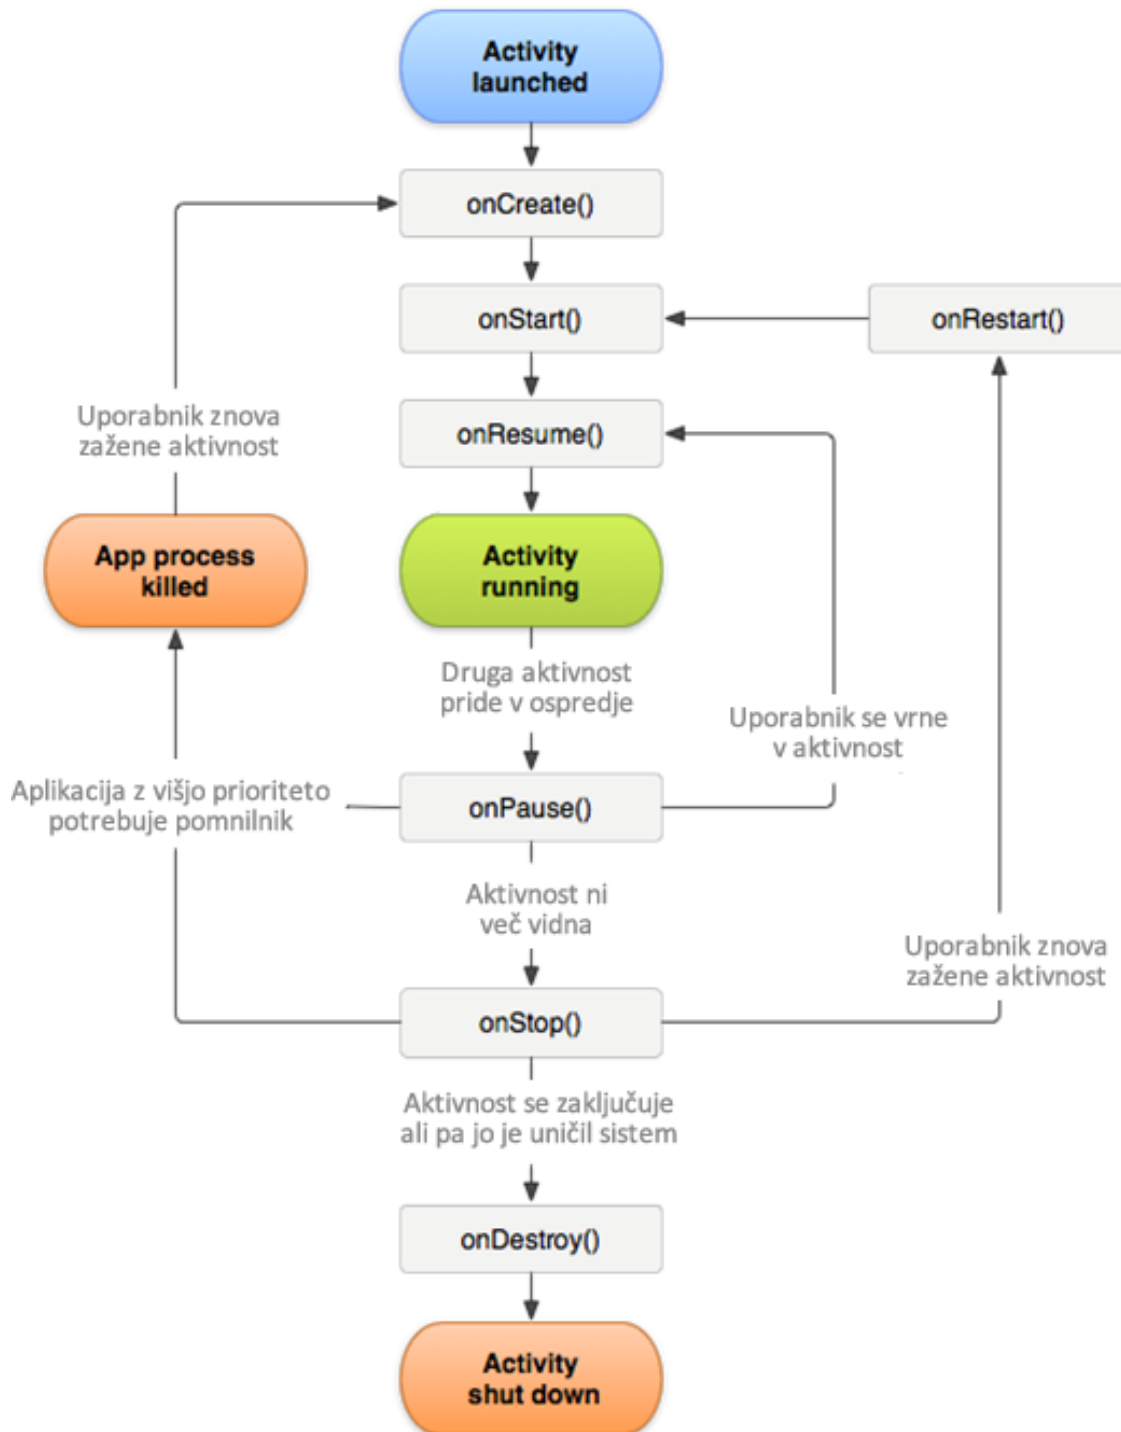 Activity
launched
onCreate()
onStart()
onRestart()
Uporabnik znova
zažene aktivnost
onResume()
App process
killed
Activity
running
Druga aktivnost
pride v ospredje
Uporabnik se vrne
v aktivnost
Aplikacija z višjo prioriteto
potrebuje pomnilnik
onPause()
Aktivnost ni
več vidna
Uporabnik znova
zažene aktivnost
onStop()
Aktivnost se zaključuje
ali pa jo je uničil sistem
onDestroy()
Activity
shut down